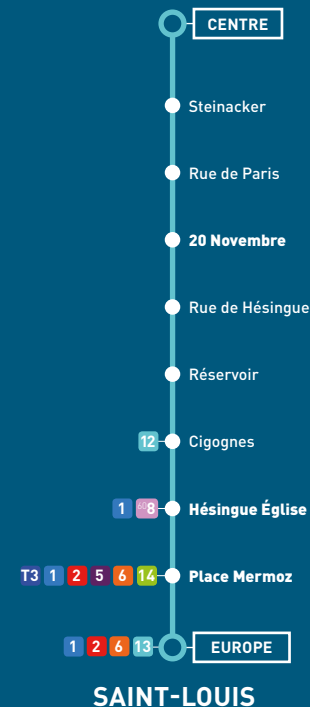 CENTRE
Steinacker
Rue de Paris
20 Novembre
Rue de Hésingue
Réservoir
12 Cigognes
1 608 Hésingue Église
T3 1 2 5 6 14 Place Mermoz
1 2 6 13 EUROPE
SAINT-LOUIS